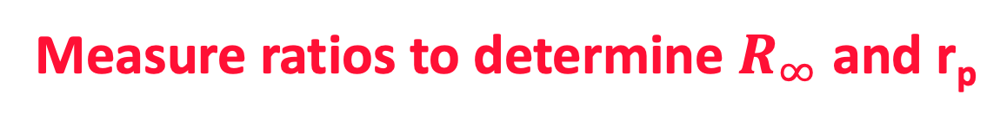 Measure ratios to determine R∞ and rp